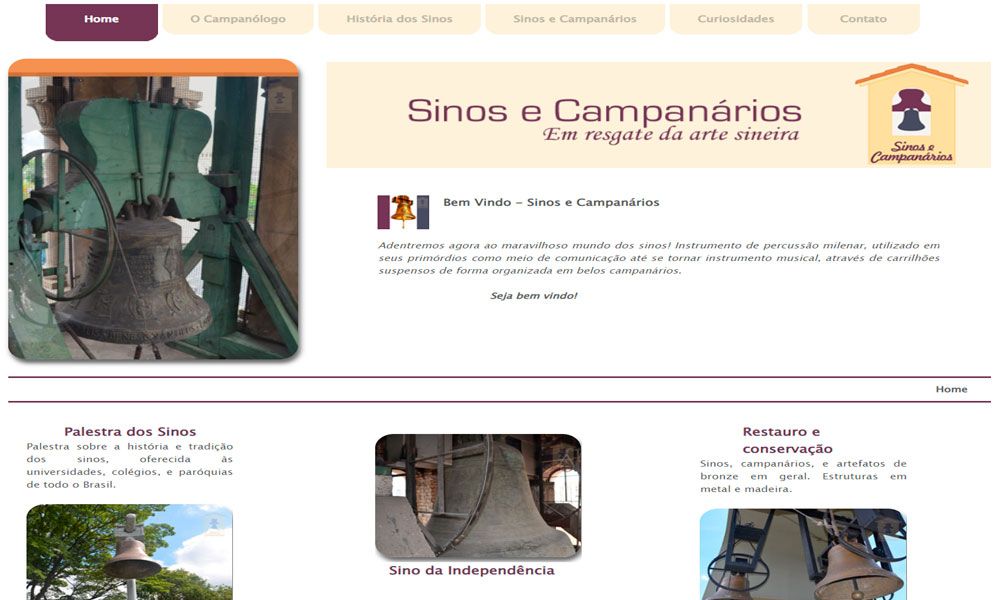 Home
O Campanólogo
História dos Sinos
Sinos e Campanários
Curiosidades
Contato
Sinos e Campanários
Em resgate da arte sineira
Sinos e
Campanários
Bem Vindo – Sinos e Campanários
Adentremos agora ao maravilhoso mundo dos sinos! Instrumento de percussão milenar, utilizado em
seus primórdios como meio de comunicação até se tornar instrumento musical, através de carrilhões
suspensos de forma organizada em belos campanários.
Seja bem vindo!
Home
Palestra dos Sinos
Palestra sobre a história e tradição
dos sinos, oferecida às
universidades, colégios, e paróquias
de todo o Brasil.
Sino da Independência
Restauro e
conservação
Sinos, campanários, e artefatos de
bronze em geral. Estruturas em
metal e madeira.